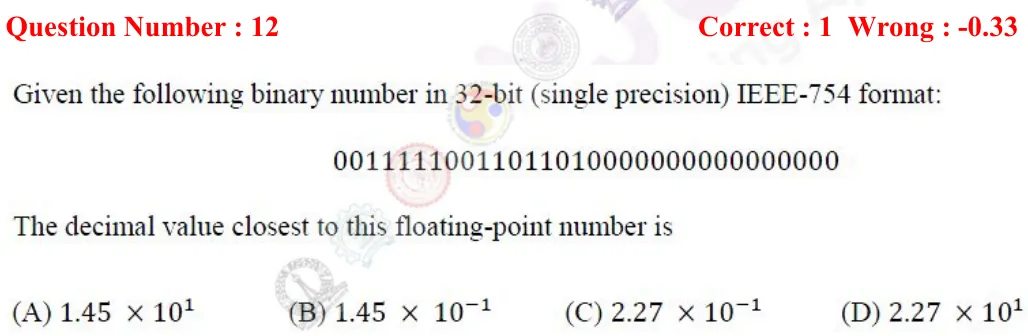 Question Number : 12 Correct : 1 Wrong : -0.33
Given the following binary number in 32-bit (single precision) IEEE-754 format:
00111110011011010000000000000000
The decimal value closest to this floating-point number is
(A) 1.45 × 10¹ (B) 1.45 × 10⁻¹ (C) 2.27 × 10⁻¹ (D) 2.27 × 10¹